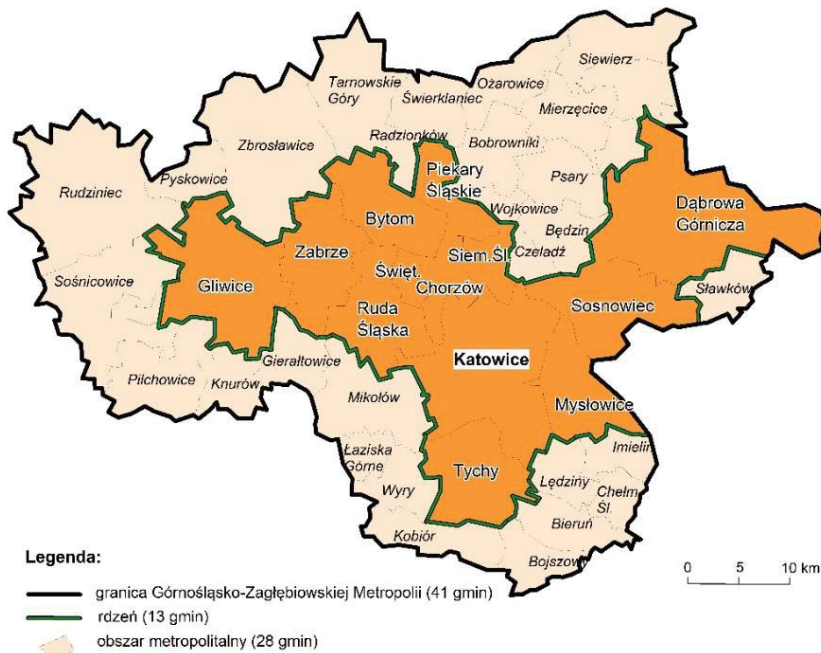 Siewierz
Tarnowskie
Góry
Ożarowice
Świerklaniec
Mierzęcice
Radzionków
Zbrosławice
Bobrowniki
Piekary
Śląskie
Pyskowice
Rudziniec
Psary
Dąbrowa
Górnicza
Wojkowice
Bytom
Będzin
Zabrze
Siem.Śl.
Czeladź
Święt.
Sośnicowice
Gliwice
Chorzów
Sławków
Sosnowiec
Ruda
Śląska
Gierałtowice
Katowice
Pilchowice
Knurów
Mikołów
Mysłowice
Imielin
Łaziska
Górne
Tychy
Lędziny
Wyry
Chełm
Śl.
Bieruń
Kobiór
Bojszowy
Legenda:
0 5 10 km
granica Górnośląsko-Zagłębiowskiej Metropolii (41 gmin)
rdzeń (13 gmin)
obszar metropolitalny (28 gmin)